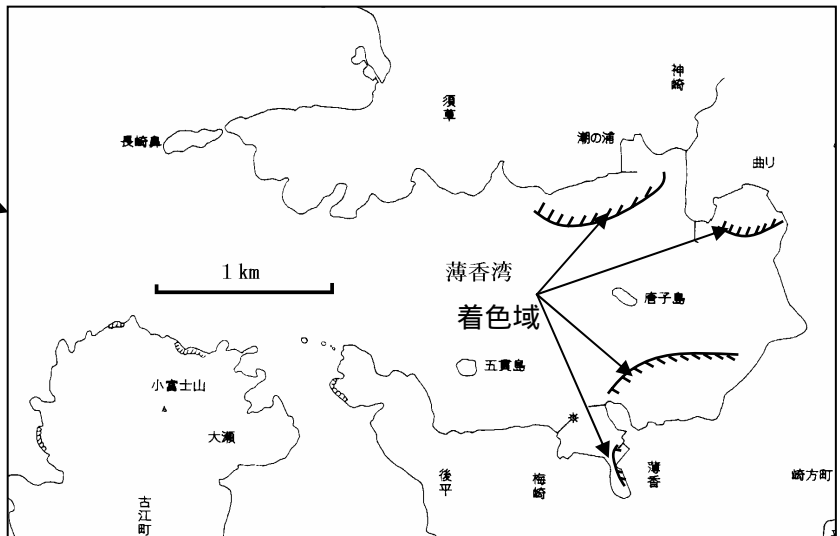 神崎
須草
長崎鼻
潮の浦
曲り
1 km
薄香湾
唐子島
着色域
五貫島
小富士山
大瀬
後平
梅崎
薄香
崎方町
古江町